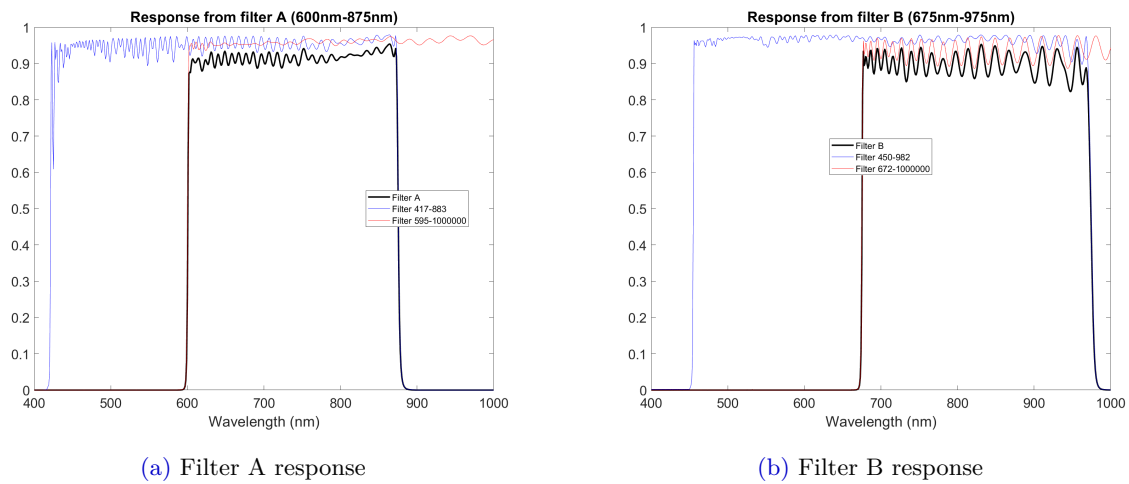 Response from filter A (600nm-875nm)
1
0.9
0.8
0.7
0.6
0.5
0.4
0.3
0.2
0.1
0
Filter A
Filter 417-883
Filter 595-1000000
400 500 600 700 800 900 1000
Wavelength (nm)
(a) Filter A response
Response from filter B (675nm-975nm)
1
0.9
0.8
0.7
0.6
0.5
0.4
0.3
0.2
0.1
0
Filter B
Filter 450-982
Filter 672-1000000
400 500 600 700 800 900 1000
Wavelength (nm)
(b) Filter B response